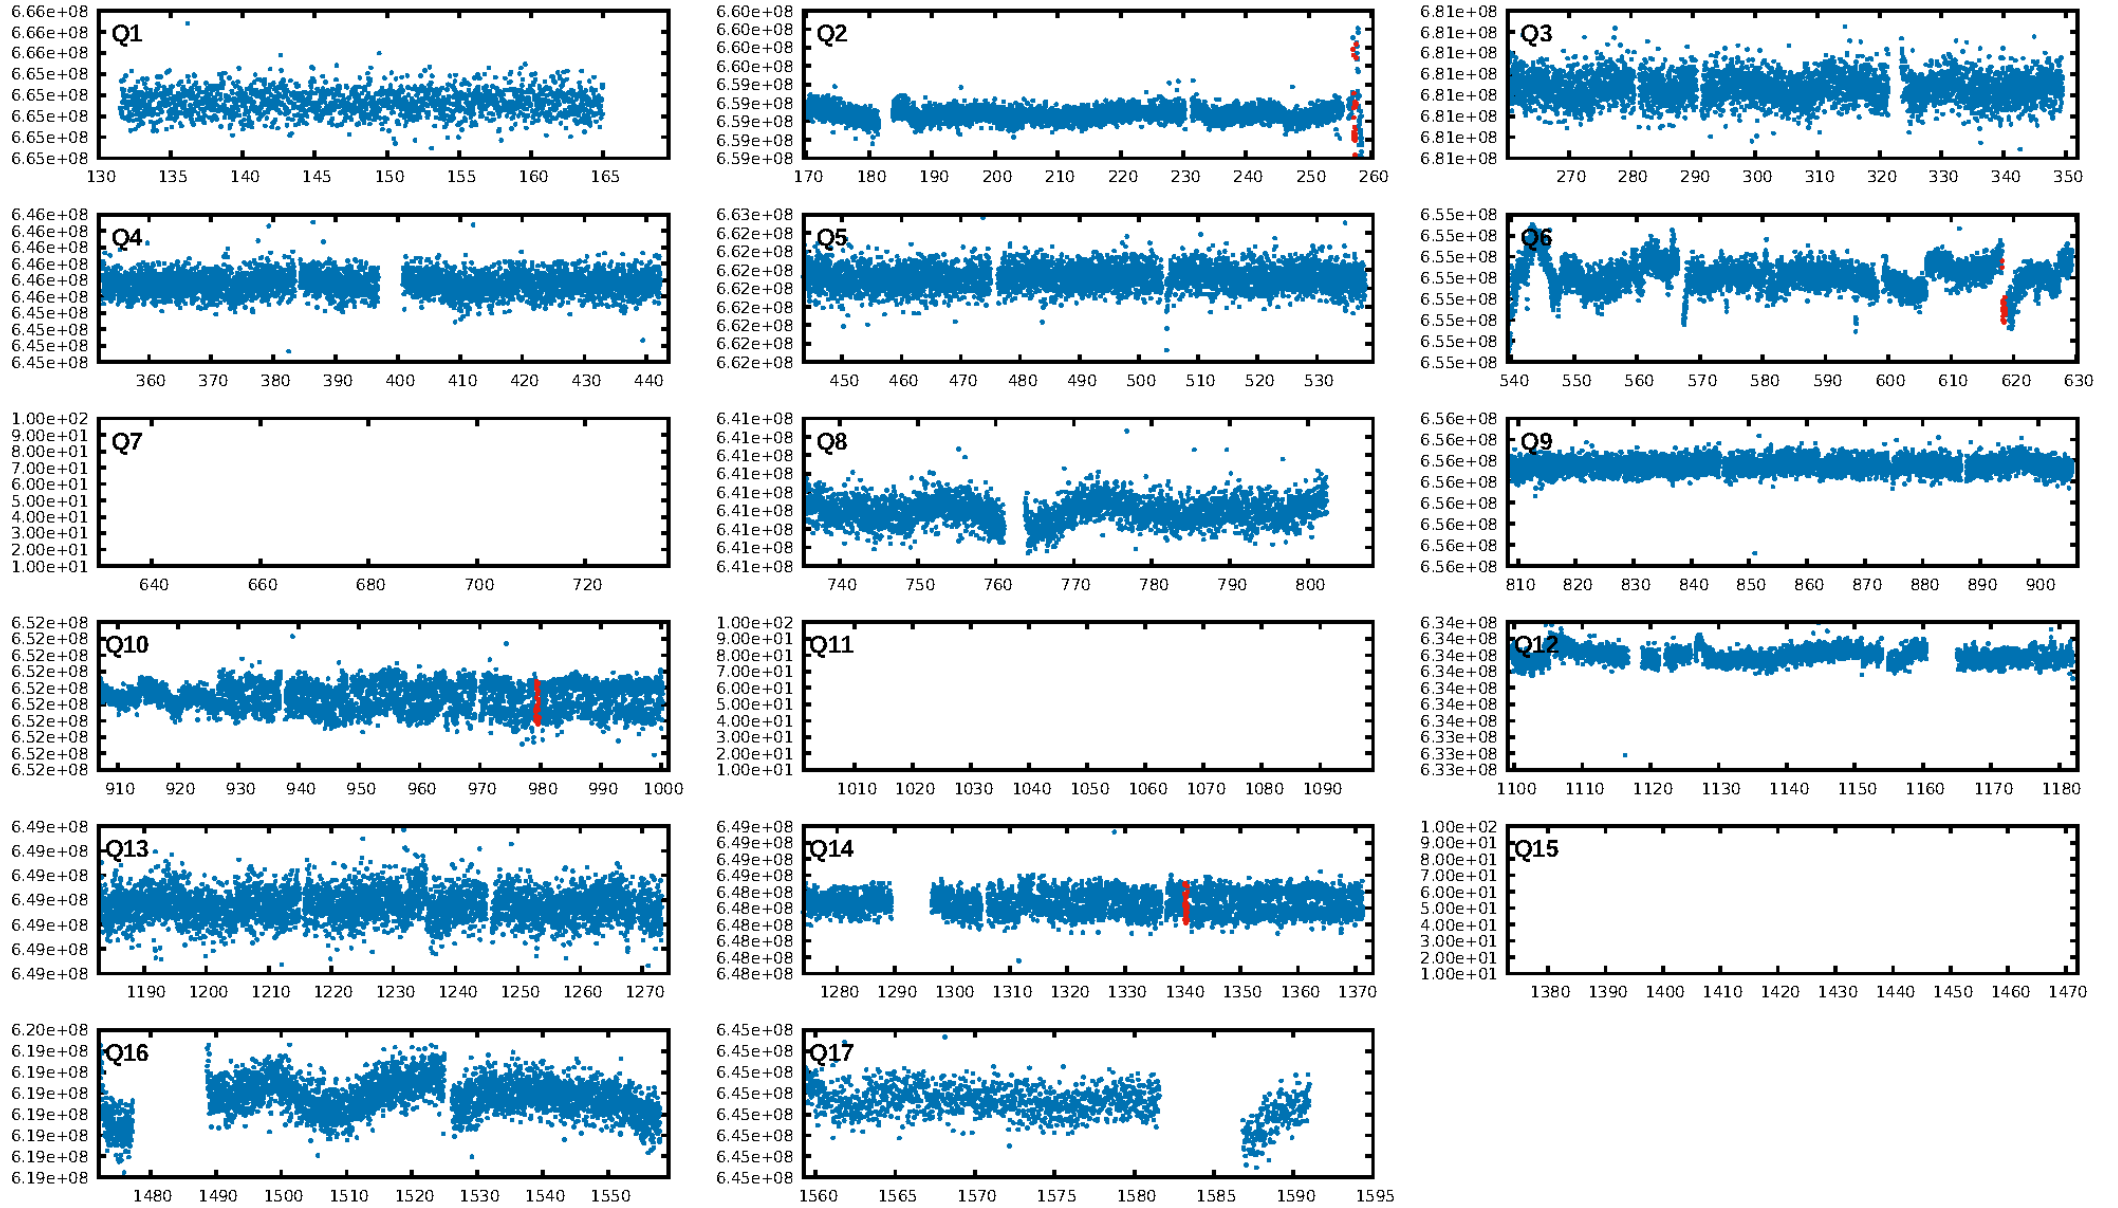 6.66e+08
6.66e+08
6.66e+08
6.65e+08
6.65e+08
6.65e+08
6.65e+08
6.65e+08
Q1
130 135 140 145 150 155 160 165
6.60e+08
6.60e+08
6.60e+08
6.60e+08
6.59e+08
6.59e+08
6.59e+08
6.59e+08
6.59e+08
Q2
170 180 190 200 210 220 230 240 250 260
6.81e+08
6.81e+08
6.81e+08
6.81e+08
6.81e+08
6.81e+08
6.81e+08
6.81e+08
Q3
270 280 290 300 310 320 330 340 350
6.46e+08
6.46e+08
6.46e+08
6.46e+08
6.46e+08
6.46e+08
6.45e+08
6.45e+08
6.45e+08
6.45e+08
Q4
360 370 380 390 400 410 420 430 440
6.63e+08
6.62e+08
6.62e+08
6.62e+08
6.62e+08
6.62e+08
6.62e+08
6.62e+08
6.62e+08
Q5
450 460 470 480 490 500 510 520 530
6.55e+08
6.55e+08
6.55e+08
6.55e+08
6.55e+08
6.55e+08
6.55e+08
6.55e+08
Q6
540 550 560 570 580 590 600 610 620 630
1.00e+02
9.00e+01
8.00e+01
7.00e+01
6.00e+01
5.00e+01
4.00e+01
3.00e+01
2.00e+01
1.00e+01
Q7
640 660 680 700 720
6.41e+08
6.41e+08
6.41e+08
6.41e+08
6.41e+08
6.41e+08
6.41e+08
6.41e+08
6.41e+08
Q8
740 750 760 770 780 790 800
6.56e+08
6.56e+08
6.56e+08
6.56e+08
6.56e+08
6.56e+08
6.56e+08
6.56e+08
Q9
810 820 830 840 850 860 870 880 890 900
6.52e+08
6.52e+08
6.52e+08
6.52e+08
6.52e+08
6.52e+08
6.52e+08
6.52e+08
6.52e+08
6.52e+08
Q10
910 920 930 940 950 960 970 980 990 1000
1.00e+02
9.00e+01
8.00e+01
7.00e+01
6.00e+01
5.00e+01
4.00e+01
3.00e+01
2.00e+01
1.00e+01
Q11
1010 1020 1030 1040 1050 1060 1070 1080 1090
6.34e+08
6.34e+08
6.34e+08
6.34e+08
6.34e+08
6.34e+08
6.34e+08
6.34e+08
6.33e+08
6.33e+08
Q12
1100 1110 1120 1130 1140 1150 1160 1170 1180
6.49e+08
6.49e+08
6.49e+08
6.49e+08
6.49e+08
6.49e+08
6.49e+08
Q13
1190 1200 1210 1220 1230 1240 1250 1260 1270
6.49e+08
6.49e+08
6.49e+08
6.49e+08
6.48e+08
6.48e+08
6.48e+08
6.48e+08
6.48e+08
6.48e+08
Q14
1280 1290 1300 1310 1320 1330 1340 1350 1360 1370
1.00e+02
9.00e+01
8.00e+01
7.00e+01
6.00e+01
5.00e+01
4.00e+01
3.00e+01
2.00e+01
1.00e+01
Q15
1380 1390 1400 1410 1420 1430 1440 1450 1460 1470
6.20e+08
6.19e+08
6.19e+08
6.19e+08
6.19e+08
6.19e+08
6.19e+08
6.19e+08
Q16
1480 1490 1500 1510 1520 1530 1540 1550
6.45e+08
6.45e+08
6.45e+08
6.45e+08
6.45e+08
6.45e+08
6.45e+08
6.45e+08
Q17
1560 1565 1570 1575 1580 1585 1590 1595